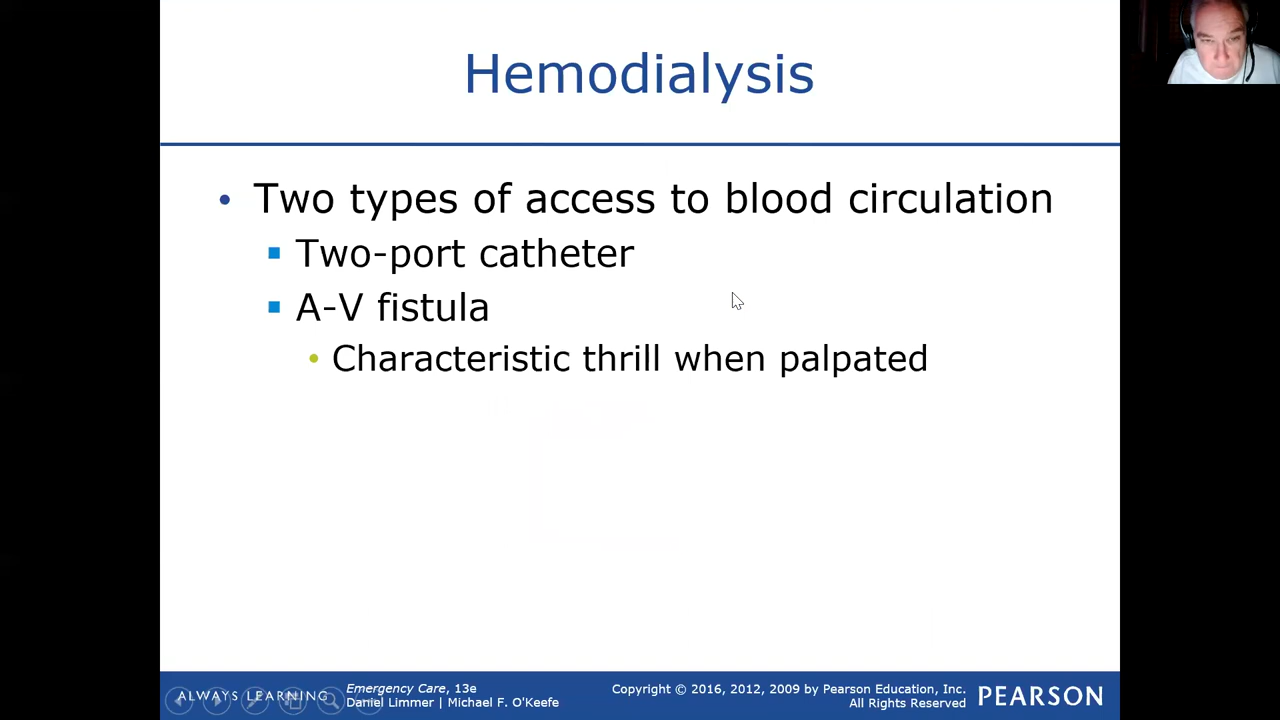 Hemodialysis
• Two types of access to blood circulation
▪ Two-port catheter
▪ A-V fistula
• Characteristic thrill when palpated
ALWAYS LEARNING
Emergency Care, 13e
Daniel Limmer | Michael F. O'Keefe
Copyright © 2016, 2012, 2009 by Pearson Education, Inc.
All Rights Reserved
PEARSON